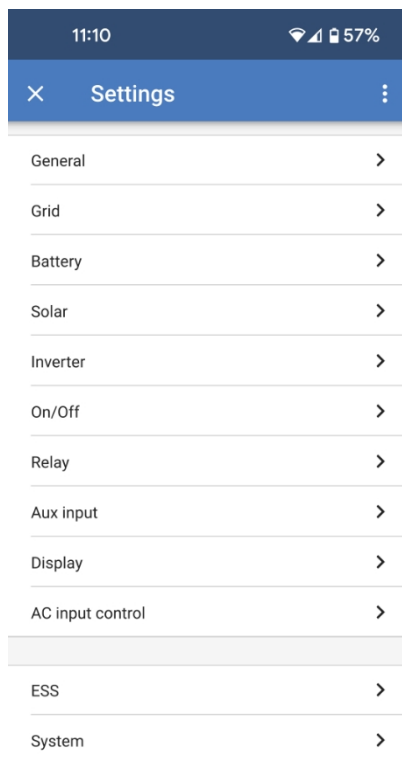 11:10 57%
Settings
General
Grid
Battery
Solar
Inverter
On/Off
Relay
Aux input
Display
AC input control
ESS
System